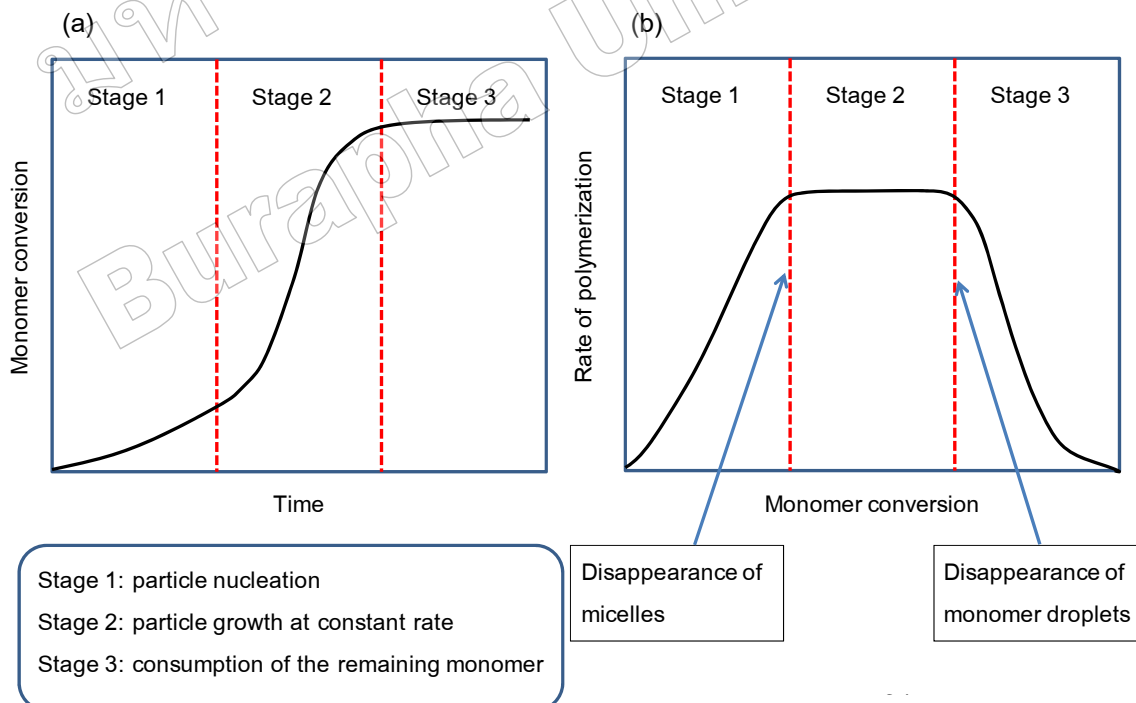 (a)
(b)
Stage 1
Stage 2
Stage 3
Stage 1
Stage 2
Stage 3
Monomer conversion
Time
Rate of polymerization
Monomer conversion
Disappearance of
micelles
Disappearance of
monomer droplets
Stage 1: particle nucleation
Stage 2: particle growth at constant rate
Stage 3: consumption of the remaining monomer
Burapha